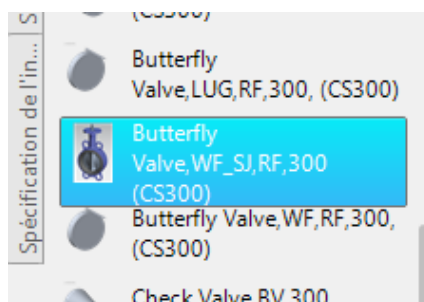 (CS300)
Butterfly
Valve,LUG,RF,300, (CS300)
Butterfly
Valve,WF_SJ,RF,300
(CS300)
Butterfly Valve,WF,RF,300,
(CS300)
Check Valve,BV,300
Spécification de l'in...